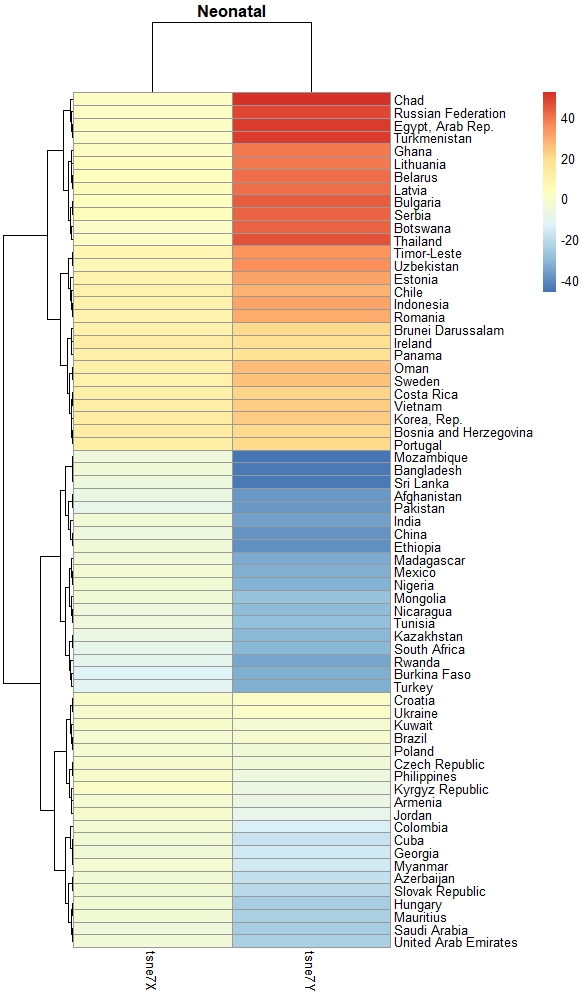 Neonatal
Chad
Russian Federation
Egypt, Arab Rep.
Turkmenistan
Ghana
Lithuania
Belarus
Latvia
Bulgaria
Serbia
Botswana
Thailand
Timor-Leste
Uzbekistan
Estonia
Chile
Indonesia
Romania
Brunei Darussalam
Ireland
Panama
Oman
Sweden
Costa Rica
Vietnam
Korea, Rep.
Bosnia and Herzegovina
Portugal
Mozambique
Bangladesh
Sri Lanka
Afghanistan
Pakistan
India
China
Ethiopia
Madagascar
Mexico
Nigeria
Mongolia
Nicaragua
Tunisia
Kazakhstan
South Africa
Rwanda
Burkina Faso
Turkey
Croatia
Ukraine
Kuwait
Brazil
Poland
Czech Republic
Philippines
Kyrgyz Republic
Armenia
Jordan
Colombia
Cuba
Georgia
Myanmar
Azerbaijan
Slovak Republic
Hungary
Mauritius
Saudi Arabia
United Arab Emirates
40
20
0
-20
-40
tsne7X
tsne7Y